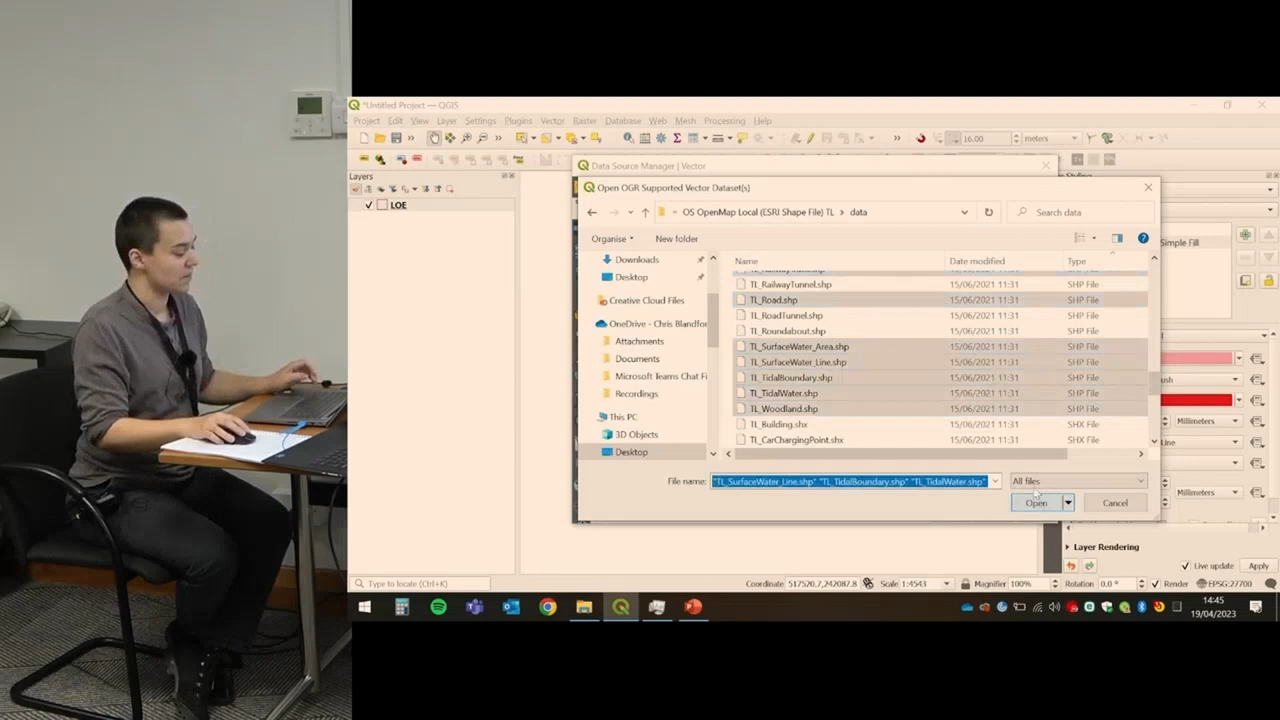 *Untitled Project — QGIS
Project Edit View Layer Settings Plugins Vector Raster Database Web Mesh Processing Help
16.00 meters
Layers
LOE
Data Source Manager | Vector
Open OGR Supported Vector Dataset(s)
« OS OpenMap Local (ESRI Shape File) TL > data
Search data
Organise
New folder
Name Date modified Type
Downloads
Desktop
Creative Cloud Files
OneDrive - Chris Blandfor
Attachments
Documents
Microsoft Teams Chat Fi
Recordings
This PC
3D Objects
Desktop
TL_RailwayTunnel.shp 15/06/2021 11:31 SHP File
TL_Road.shp 15/06/2021 11:31 SHP File
TL_RoadTunnel.shp 15/06/2021 11:31 SHP File
TL_Roundabout.shp 15/06/2021 11:31 SHP File
TL_SurfaceWater_Area.shp 15/06/2021 11:31 SHP File
TL_SurfaceWater_Line.shp 15/06/2021 11:31 SHP File
TL_TidalBoundary.shp 15/06/2021 11:31 SHP File
TL_TidalWater.shp 15/06/2021 11:31 SHP File
TL_Woodland.shp 15/06/2021 11:31 SHP File
TL_Building.shx 15/06/2021 11:31 SHX File
TL_CarChargingPoint.shx 15/06/2021 11:31 SHX File
File name: "TL_SurfaceWater_Line.shp" "TL_TidalBoundary.shp" "TL_TidalWater.shp"
All files
Open
Cancel
Simple Fill
Millimeters
Millimeters
Layer Rendering
Live update
Apply
Type to locate (Ctrl+K)
Coordinate 517520.7,242087.8 Scale 1:4543 Magnifier 100% Rotation 0.0 ° Render EPSG:27700
14:45
19/04/2023